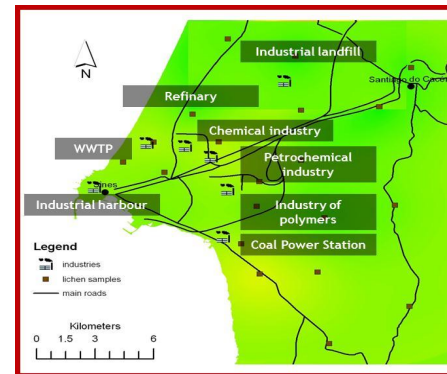 Industrial landfill
N
Santiago do Cacém
Refinary
Chemical industry
WWTP
Petrochemical
industry
Sines
Industrial harbour
Industry of
polymers
Coal Power Station
Legend
industries
lichen samples
main roads
Kilometers
0 1.5 3 6